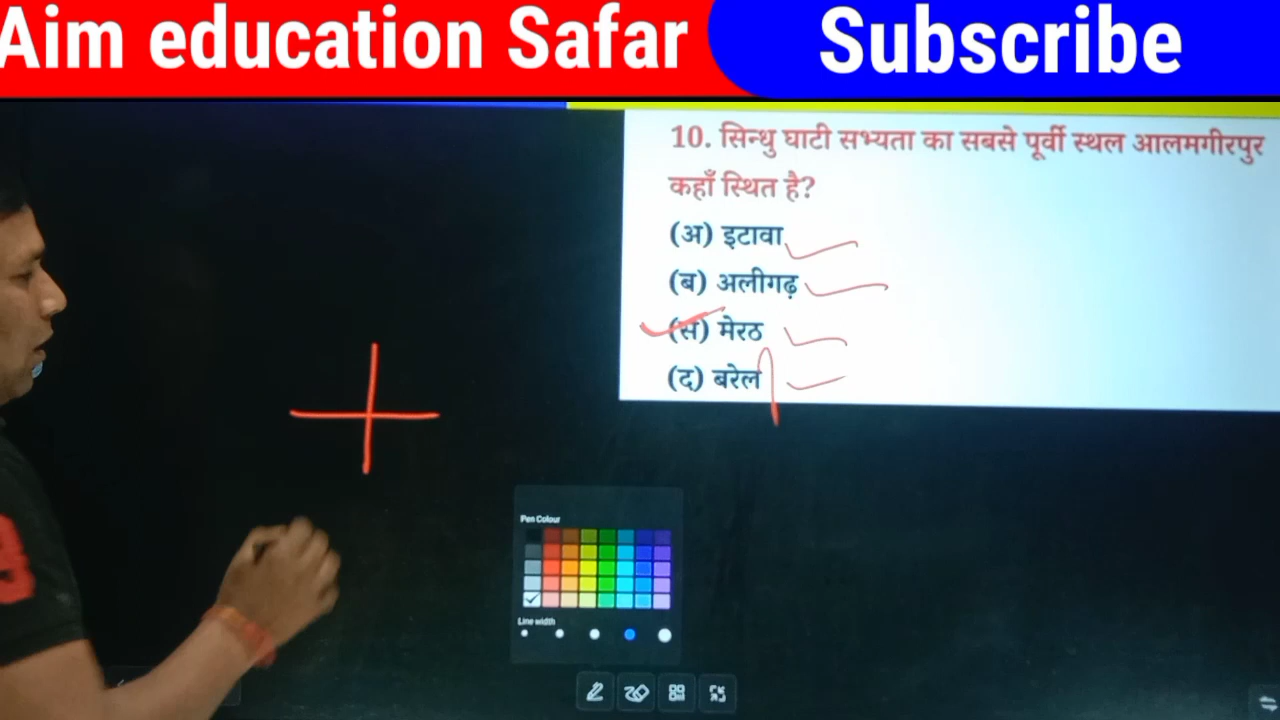 Aim education Safar
Subscribe
10. सिन्धु घाटी सभ्यता का सबसे पूर्वी स्थल आलमगीरपुर
कहाँ स्थित है?
(अ) इटावा
(ब) अलीगढ़
(स) मेरठ
(द) बरेल
Pen Colour
Line width